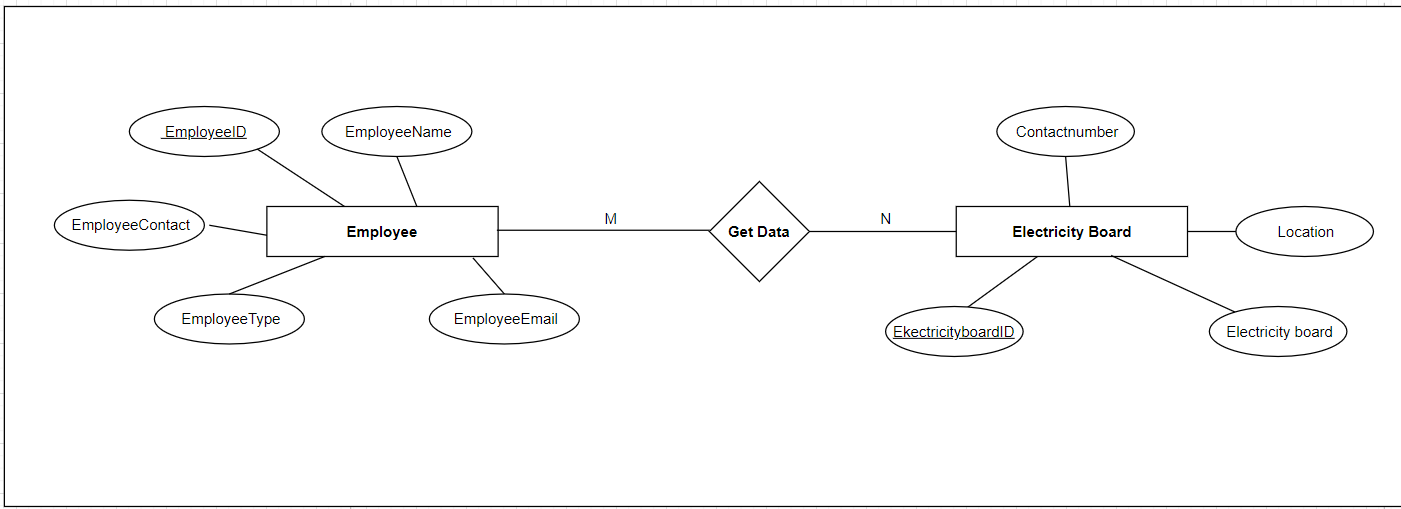 EmployeeID
EmployeeName
Contactnumber
EmployeeContact
Employee
M
Get Data
N
Electricity Board
Location
EmployeeType
EmployeeEmail
EkectricityboardID
Electricity board